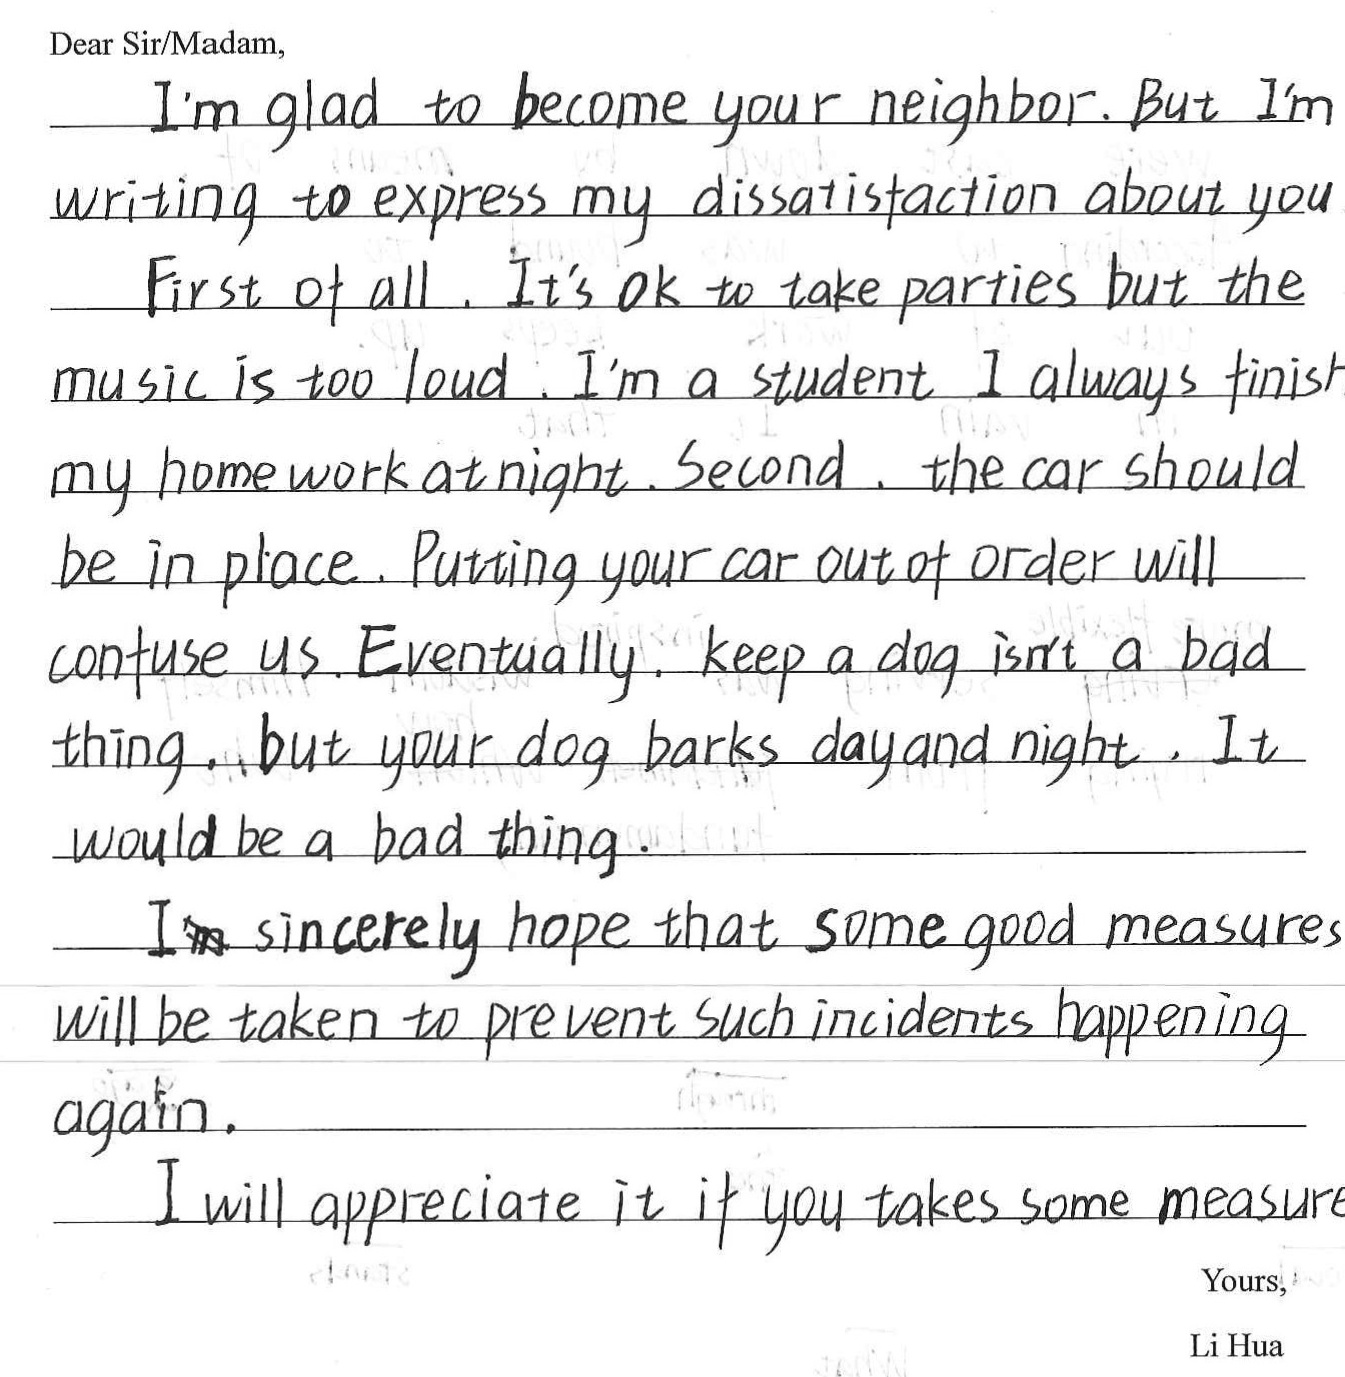 Dear Sir/Madam,
I'm glad to become your neighbor. But I'm
writing to express my dissatisfaction about you
First of all. It's ok to take parties but the
music is too loud. I'm a student I always finish
my homework at night. Second. the car should
be in place. Putting your car out of order will
confuse us. Eventually. keep a dog isn't a bad
thing. but your dog barks day and night. It
would be a bad thing.
I sincerely hope that some good measures
will be taken to prevent such incidents happening
again.
I will appreciate it if you takes some measure
Yours,
Li Hua